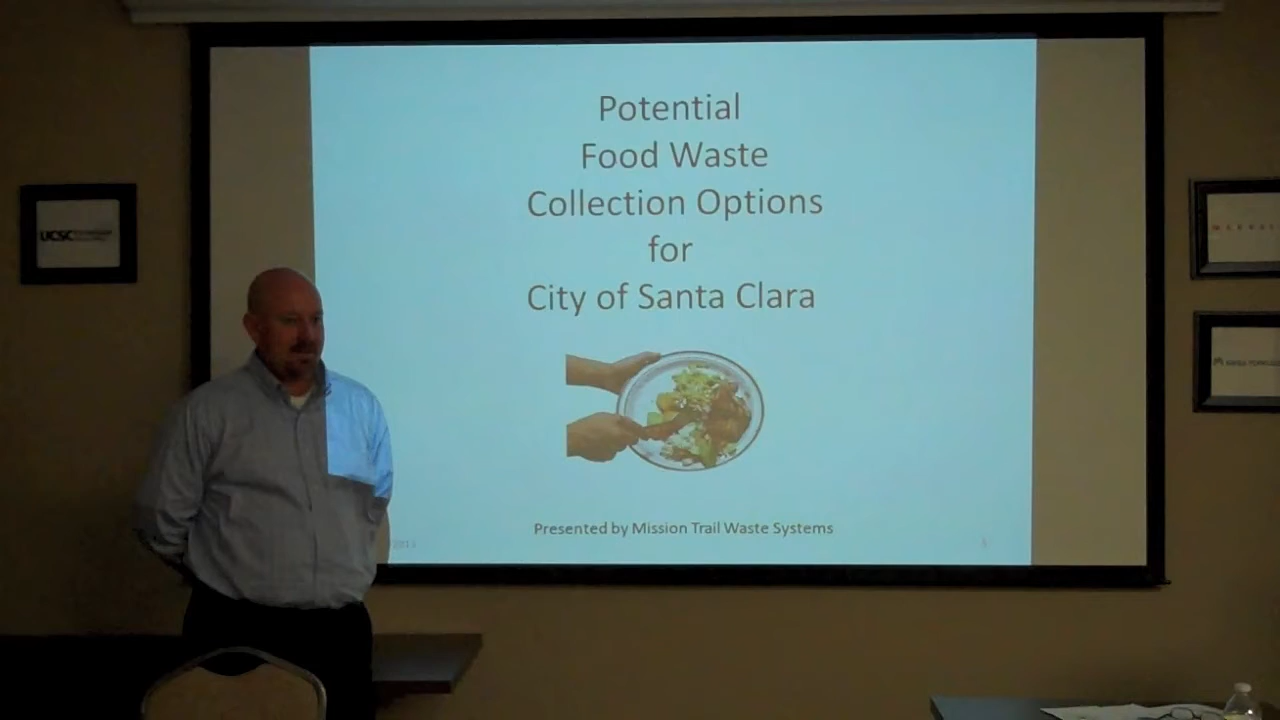 Potential
Food Waste
Collection Options
for
City of Santa Clara
Presented by Mission Trail Waste Systems
UCSC